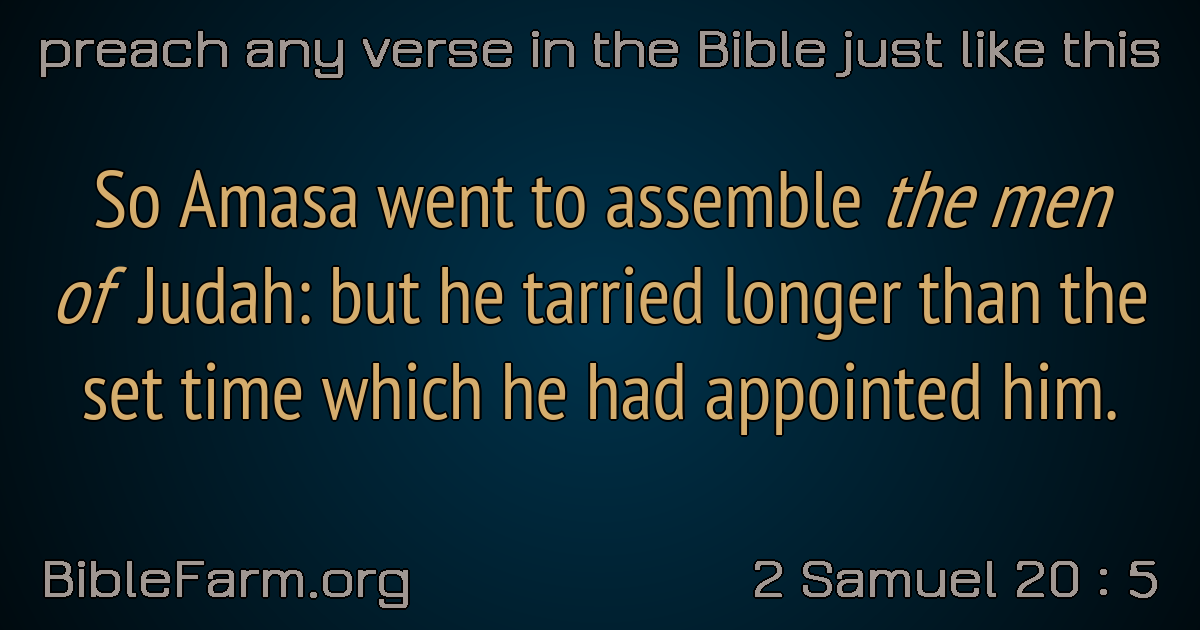 preach any verse in the Bible just like this
So Amasa went to assemble the men
of Judah: but he tarried longer than the
set time which he had appointed him.
BibleFarm.org
2 Samuel 20 : 5